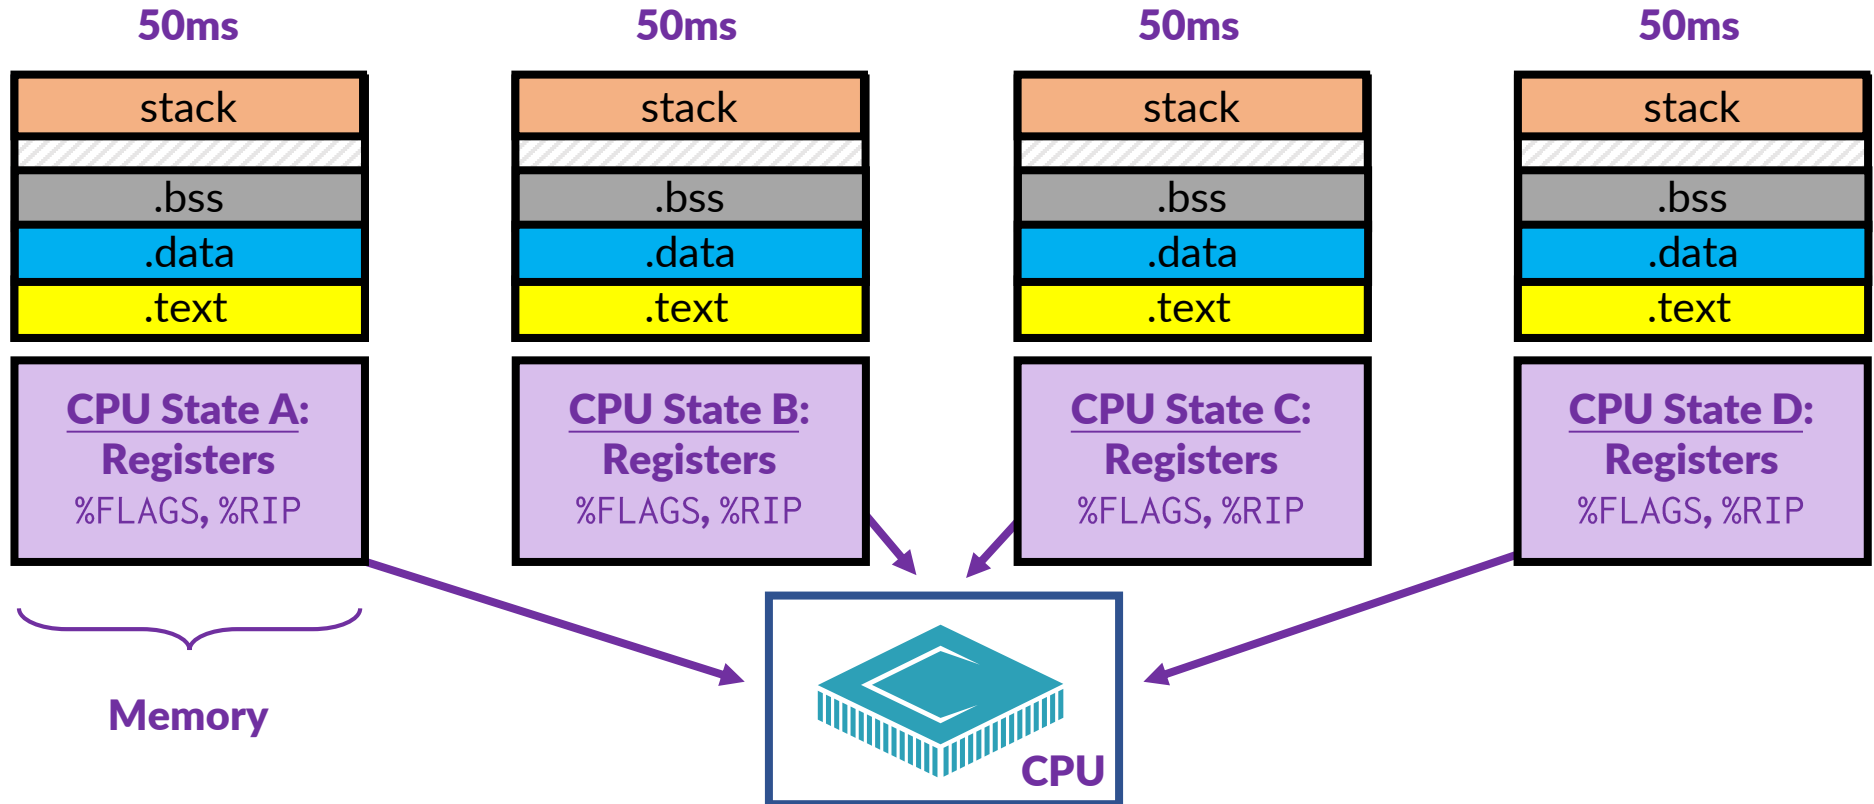 50ms
stack
.bss
.data
.text
CPU State A:
Registers
%FLAGS, %RIP
50ms
stack
.bss
.data
.text
CPU State B:
Registers
%FLAGS, %RIP
50ms
stack
.bss
.data
.text
CPU State C:
Registers
%FLAGS, %RIP
50ms
stack
.bss
.data
.text
CPU State D:
Registers
%FLAGS, %RIP
Memory
CPU